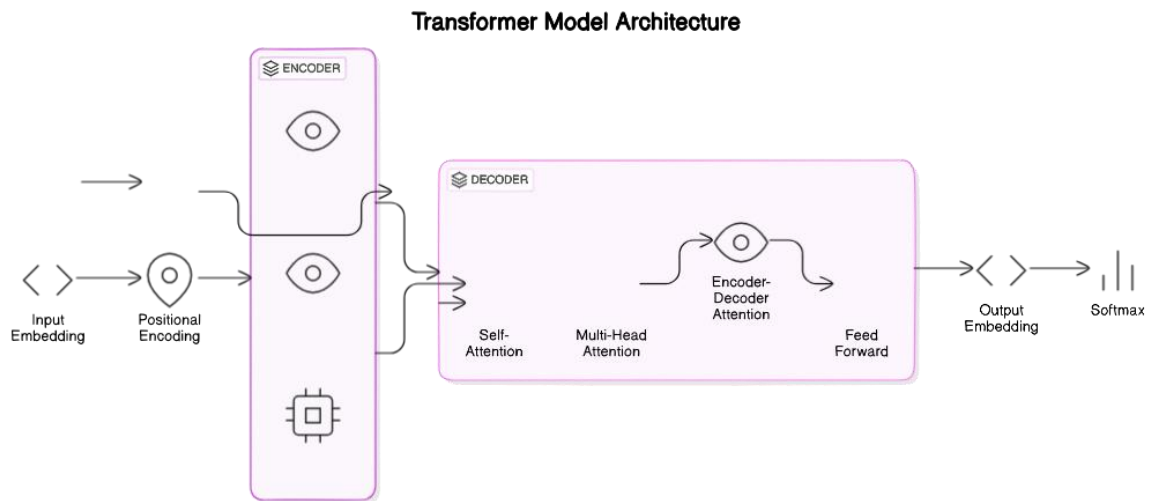 Transformer Model Architecture
ENCODER
DECODER
Input
Embedding
Positional
Encoding
Self-
Attention
Multi-Head
Attention
Encoder-
Decoder
Attention
Feed
Forward
Output
Embedding
Softmax